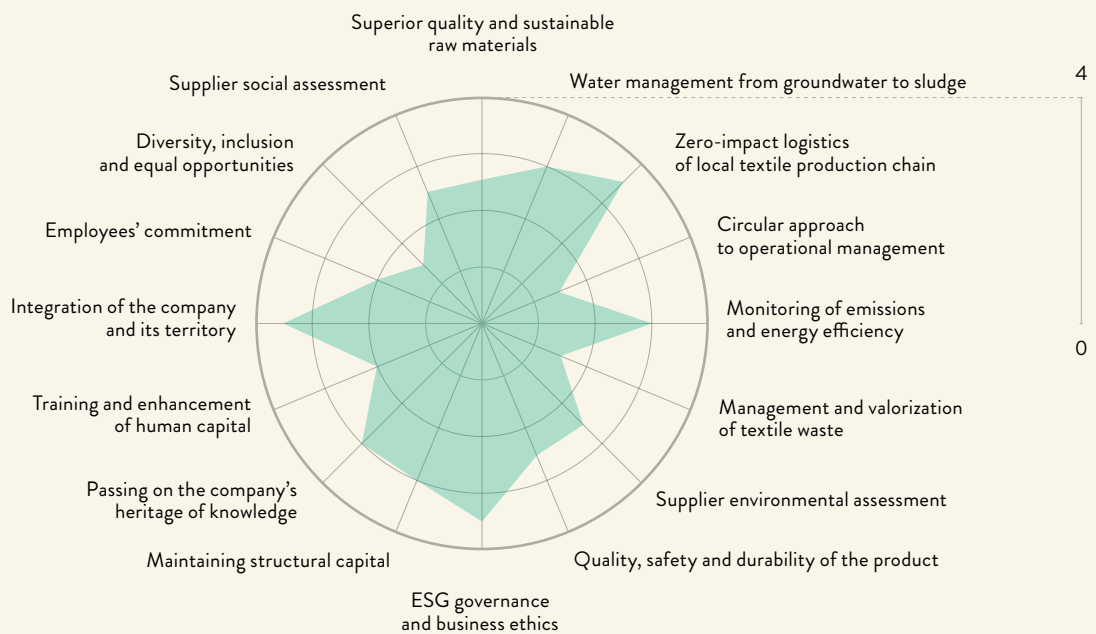 Superior quality and sustainable
raw materials
Water management from groundwater to sludge
4
Zero-impact logistics
of local textile production chain
Circular approach
to operational management
Monitoring of emissions
and energy efficiency
0
Management and valorization
of textile waste
Supplier environmental assessment
Quality, safety and durability of the product
ESG governance
and business ethics
Maintaining structural capital
Passing on the company’s
heritage of knowledge
Training and enhancement
of human capital
Integration of the company
and its territory
Employees’ commitment
Diversity, inclusion
and equal opportunities
Supplier social assessment